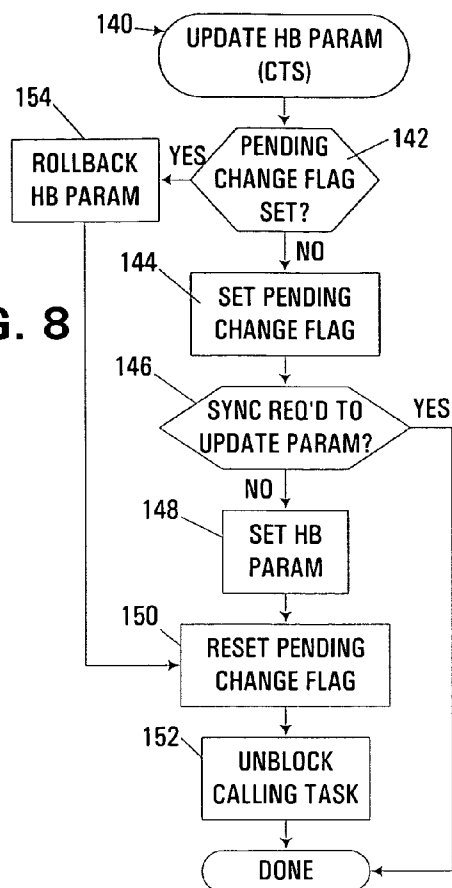 140
UPDATE HB PARAM
(CTS)
154
142
ROLLBACK
HB PARAM
YES
PENDING
CHANGE FLAG
SET?
NO
144
SET PENDING
CHANGE FLAG
G. 8
146
SYNC REQ'D TO
UPDATE PARAM?
YES
NO
148
SET HB
PARAM
150
RESET PENDING
CHANGE FLAG
152
UNBLOCK
CALLING TASK
DONE